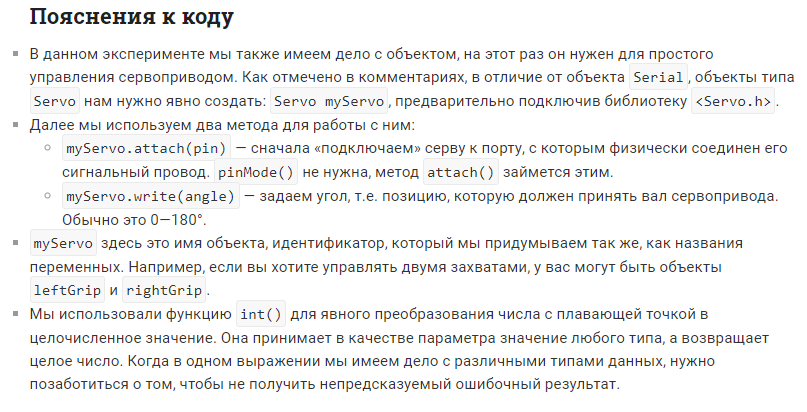 Пояснения к коду
В данном эксперименте мы также имеем дело с объектом, на этот раз он нужен для простого
управления сервоприводом. Как отмечено в комментариях, в отличие от объекта Serial, объекты типа
Servo нам нужно явно создать: Servo myServo, предварительно подключив библиотеку <Servo.h>.
Далее мы используем два метода для работы с ним:
myServo.attach(pin) — сначала «подключаем» серву к порту, с которым физически соединен его
сигнальный провод. pinMode() не нужна, метод attach() займется этим.
myServo.write(angle) — задаем угол, т.е. позицию, которую должен принять вал сервопривода.
Обычно это 0—180°.
myServo здесь это имя объекта, идентификатор, который мы придумываем так же, как названия
переменных. Например, если вы хотите управлять двумя захватами, у вас могут быть объекты
leftGrip и rightGrip.
Мы использовали функцию int() для явного преобразования числа с плавающей точкой в
целочисленное значение. Она принимает в качестве параметра значение любого типа, а возвращает
целое число. Когда в одном выражении мы имеем дело с различными типами данных, нужно
позаботиться о том, чтобы не получить непредсказуемый ошибочный результат.